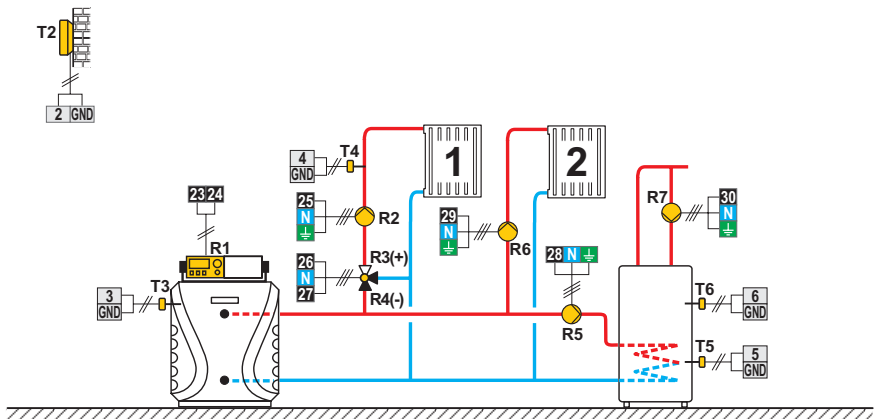 T2
2 GND
4
GND
T4
1
2
23 24
25
N
R2
29
N
R6
R7
30
N
R1
26
N
27
R3(+)
R4(-)
28 N
R5
3
GND
T3
T6
6
GND
T5
5
GND